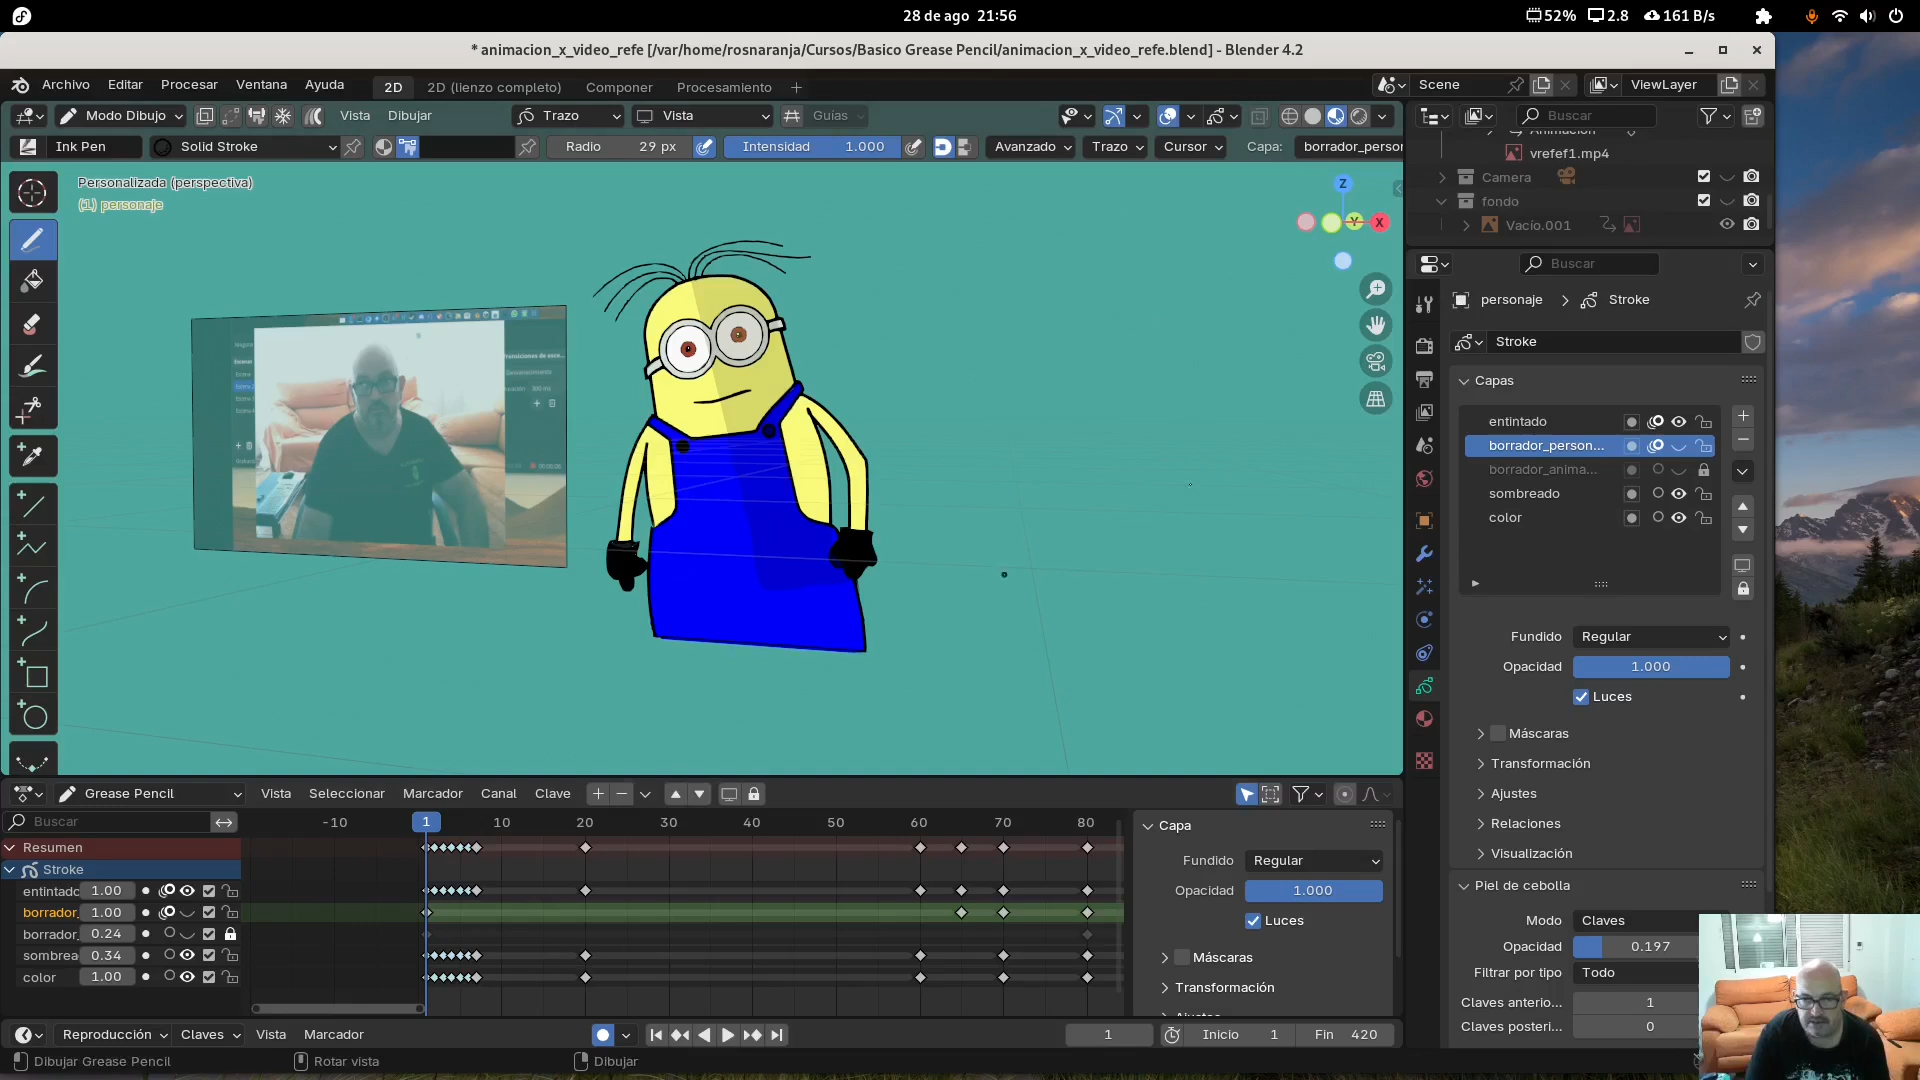 28 de ago 21:56
52% 2.8 161 B/s
* animacion_x_video_refe [/var/home/rosnaranja/Cursos/Basico Grease Pencil/animacion_x_video_refe.blend] - Blender 4.2
Archivo Editar Procesar Ventana Ayuda 2D 2D (lienzo completo) Componer Procesamiento + Scene ViewLayer
Modo Dibujo Vista Dibujar Trazo Vista Guías Buscar
Ink Pen Solid Stroke Radio 29 px Intensidad 1.000 Avanzado Trazo Cursor Capa: borrador_person
Animación
vrefef1.mp4
Camera
fondo
Vacío.001
Personalizada (perspectiva)
(1) personaje
Z
Y
X
Buscar
personaje > Stroke
Stroke
Capas
entintado
borrador_person...
borrador_anima...
sombreado
color
Fundido Regular
Opacidad 1.000
Luces
Máscaras
Transformación
Ajustes
Relaciones
Visualización
Piel de cebolla
Modo Claves
Opacidad 0.197
Filtrar por tipo Todo
Claves anterio... 1
Claves posteri... 0
Grease Pencil Vista Seleccionar Marcador Canal Clave
Buscar -10 1 10 20 30 40 50 60 70 80
Resumen
Stroke
entintado 1.00
borrador_ 1.00
borrador_ 0.24
sombrea 0.34
color 1.00
Capa
Fundido Regular
Opacidad 1.000
Luces
Máscaras
Transformación
Reproducción Claves Vista Marcador 1 Inicio 1 Fin 420
Dibujar Grease Pencil Rotar vista Dibujar